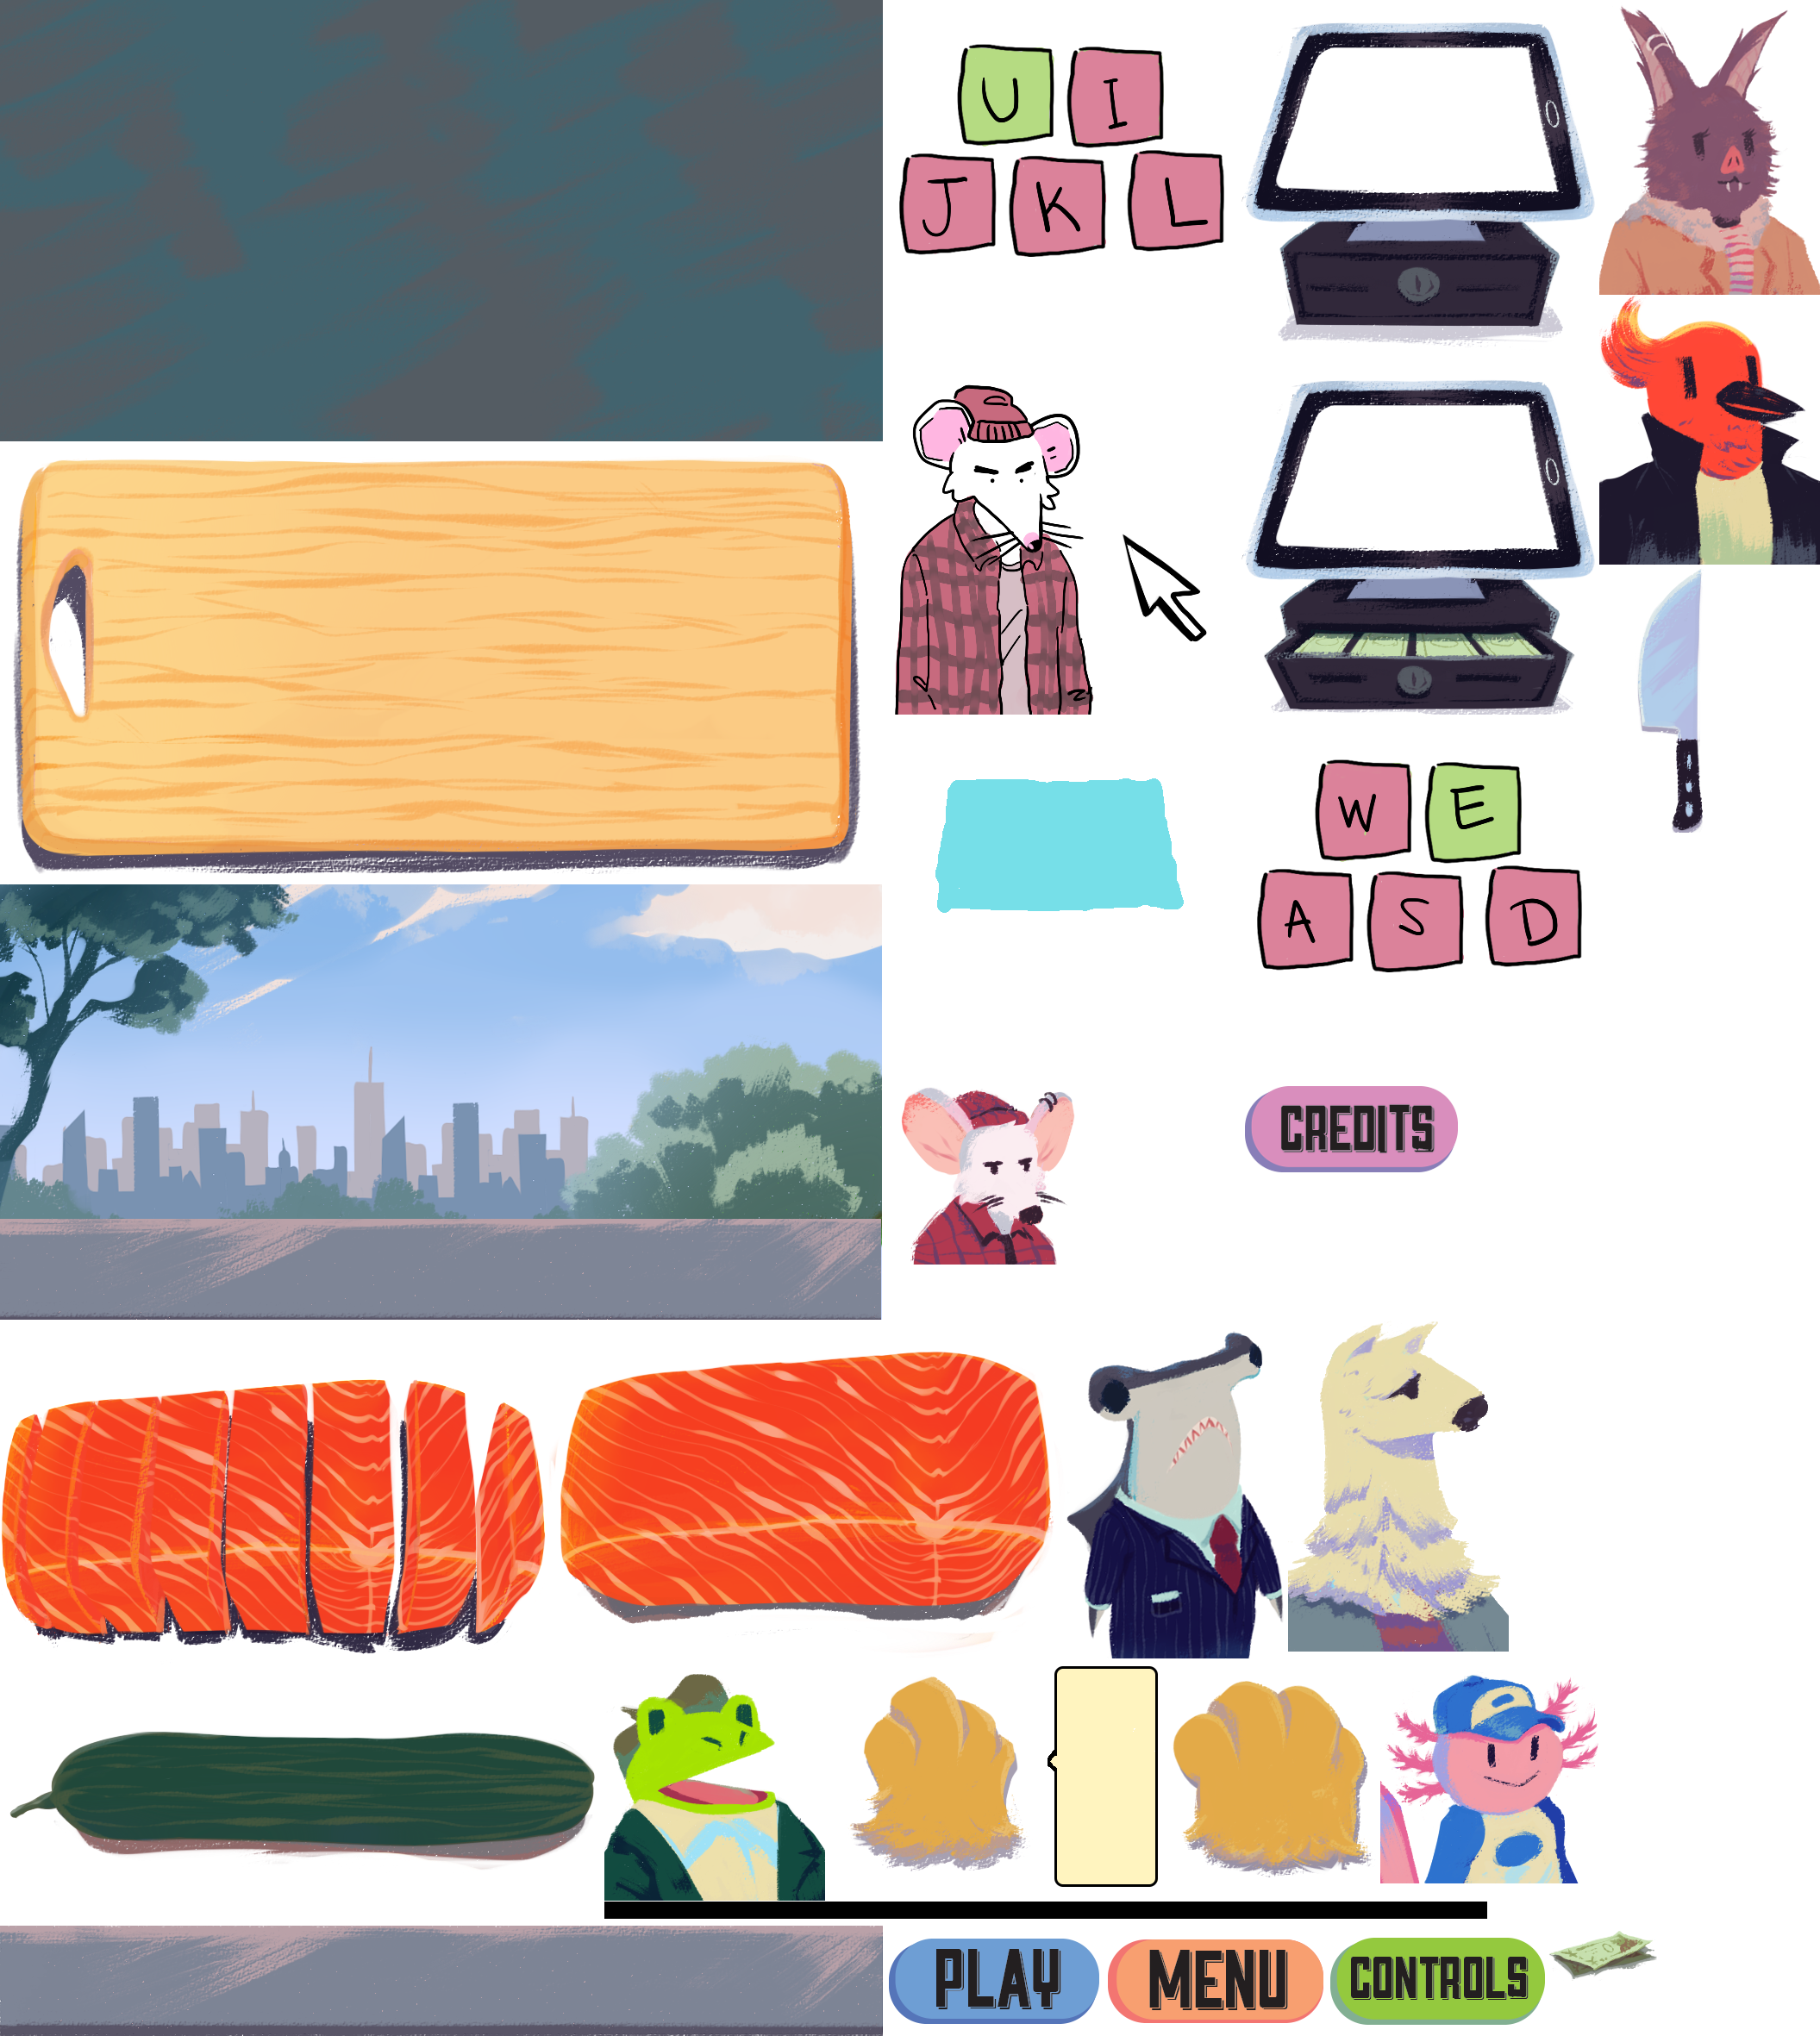 U I
J K L
W E
A S D
CREDITS
PLAY MENU CONTROLS